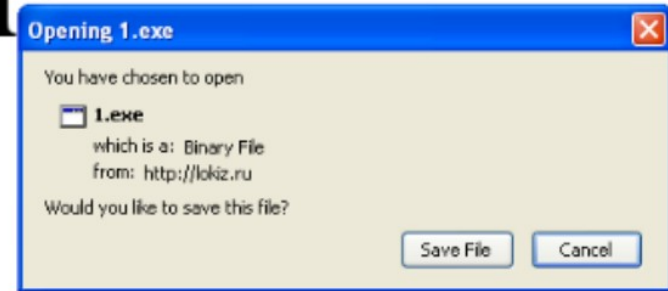 Opening 1.exe
You have chosen to open
1.exe
which is a: Binary File
from: http://lokiz.ru
Would you like to save this file?
Save File Cancel